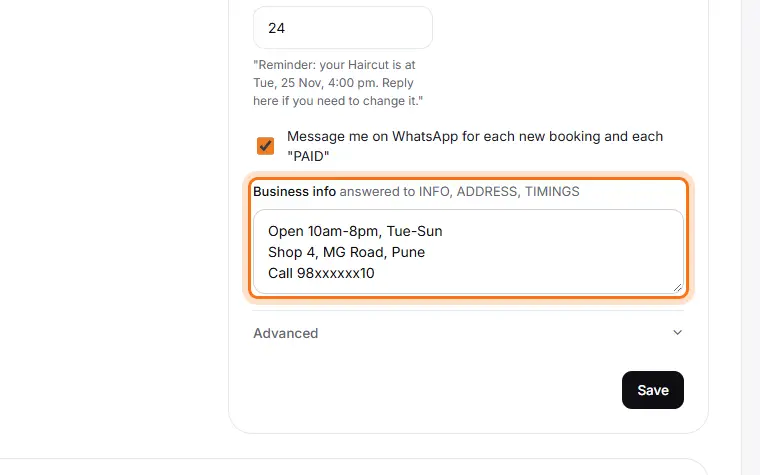 24
"Reminder: your Haircut is at
Tue, 25 Nov, 4:00 pm. Reply
here if you need to change it."
Message me on WhatsApp for each new booking and each
"PAID"
Business info answered to INFO, ADDRESS, TIMINGS
Open 10am-8pm, Tue-Sun
Shop 4, MG Road, Pune
Call 98xxxxxx10
Advanced
Save